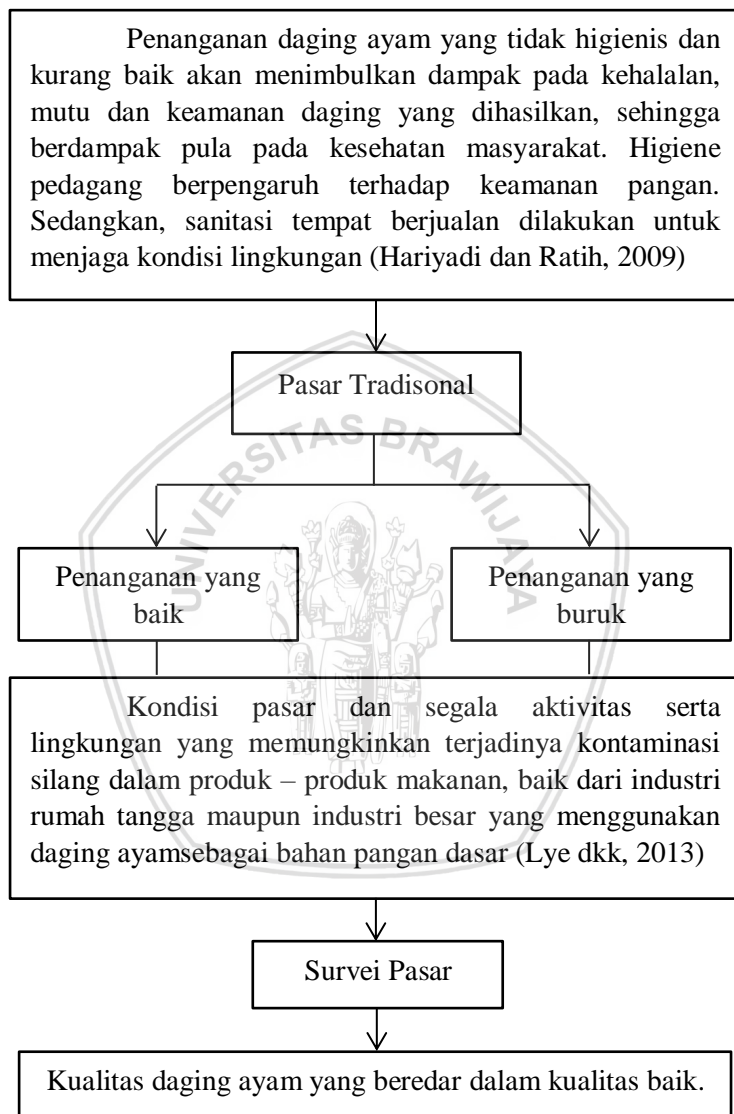 Penanganan daging ayam yang tidak higienis dan
kurang baik akan menimbulkan dampak pada kehalalan,
mutu dan keamanan daging yang dihasilkan, sehingga
berdampak pula pada kesehatan masyarakat. Higiene
pedagang berpengaruh terhadap keamanan pangan.
Sedangkan, sanitasi tempat berjualan dilakukan untuk
menjaga kondisi lingkungan (Hariyadi dan Ratih, 2009)
Pasar Tradisonal
UNIVERSITAS BRAWIJAYA
Penanganan yang
baik
Penanganan yang
buruk
Kondisi pasar dan segala aktivitas serta
lingkungan yang memungkinkan terjadinya kontaminasi
silang dalam produk – produk makanan, baik dari industri
rumah tangga maupun industri besar yang menggunakan
daging ayamsebagai bahan pangan dasar (Lye dkk, 2013)
Survei Pasar
Kualitas daging ayam yang beredar dalam kualitas baik.